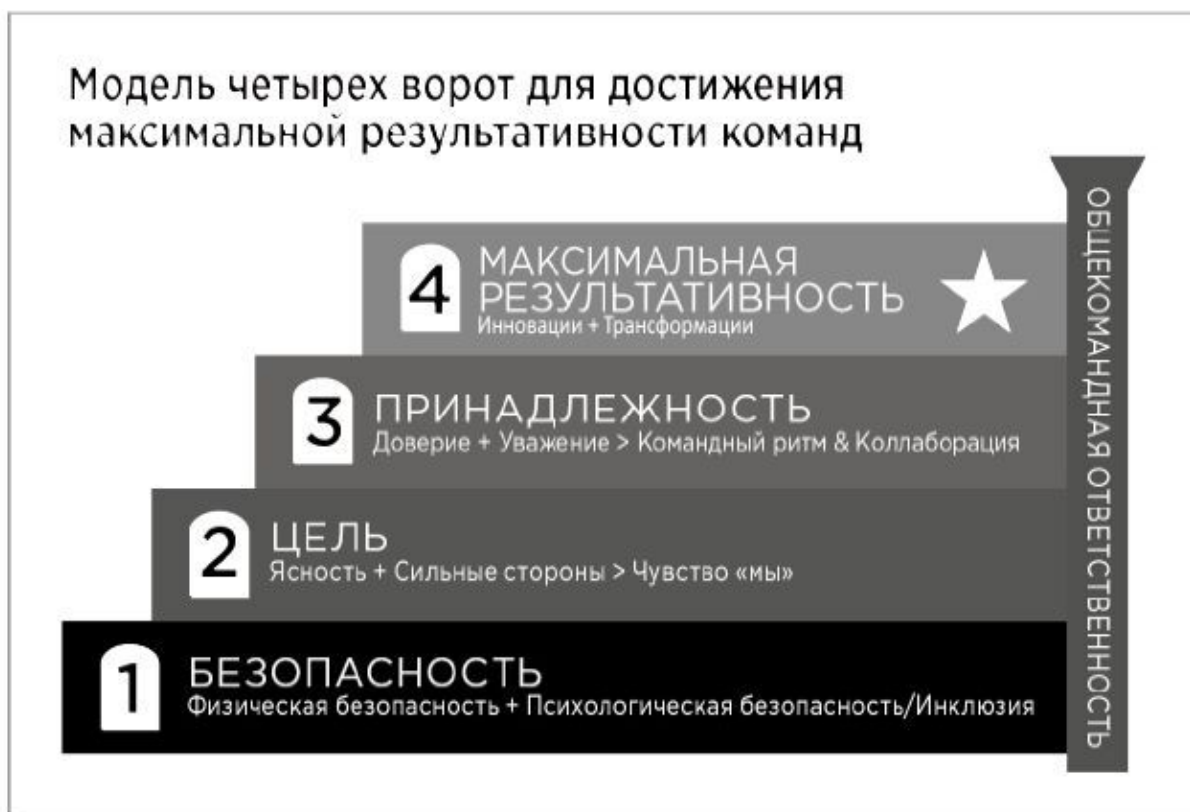 Модель четырех ворот для достижения
максимальной результативности команд
4
МАКСИМАЛЬНАЯ
РЕЗУЛЬТАТИВНОСТЬ
Инновации + Трансформации
3
ПРИНАДЛЕЖНОСТЬ
Доверие + Уважение > Командный ритм & Коллаборация
2
ЦЕЛЬ
Ясность + Сильные стороны > Чувство «мы»
1
БЕЗОПАСНОСТЬ
Физическая безопасность + Психологическая безопасность/Инклюзия
ОБЩЕКОМАНДНАЯ ОТВЕТСТВЕННОСТЬ